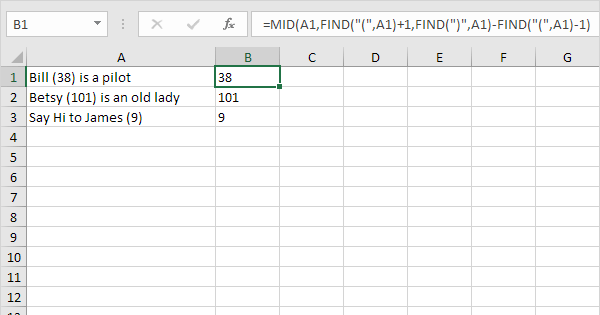 B1 fx =MID(A1,FIND("(",A1)+1,FIND(")",A1)-FIND("(",A1)-1)
A B C D E F G
1 Bill (38) is a pilot 38
2 Betsy (101) is an old lady 101
3 Say Hi to James (9) 9
4
5
6
7
8
9
10
11
12
13